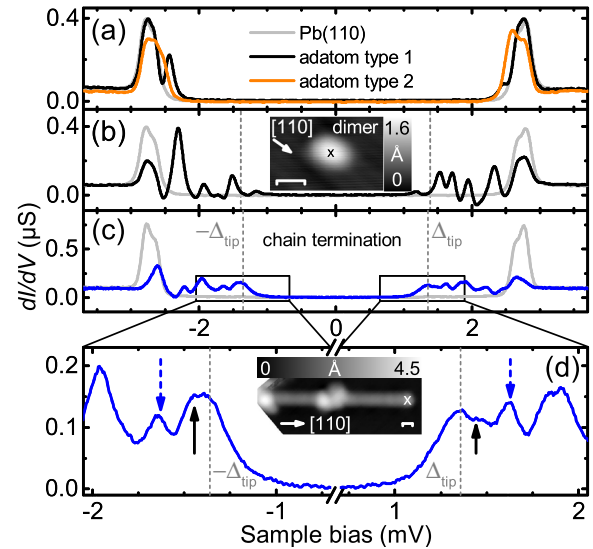 (a)
Pb(110)
adatom type 1
adatom type 2
0.4
0.0
(b)
[110]
dimer
1.6
Å
0
0.4
0.0
−Δtip
Δtip
(c)
chain termination
0.5
0.0
dI/dV (µS)
-2 0 2
(d)
0 Å 4.5
[110]
x
0.2
0.1
0.0
−Δtip
Δtip
-2 -1 1 2
Sample bias (mV)